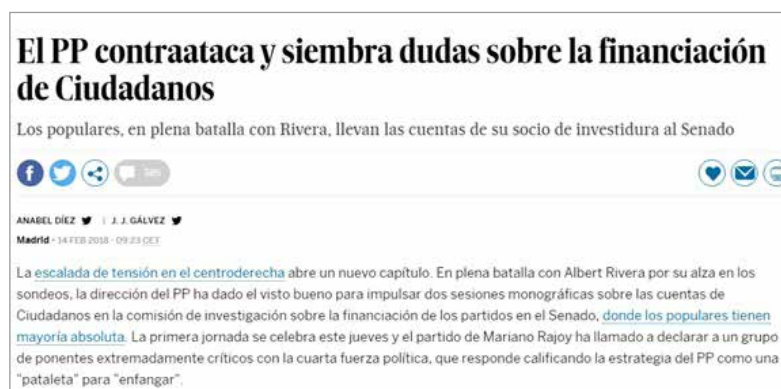 El PP contraataca y siembra dudas sobre la financiación
de Ciudadanos
Los populares, en plena batalla con Rivera, llevan las cuentas de su socio de investidura al Senado
ANABEL DÍEZ | J. J. GÁLVEZ
Madrid - 14 FEB 2018 - 09:23 CET
La escalada de tensión en el centroderecha abre un nuevo capítulo. En plena batalla con Albert Rivera por su alza en los
sondeos, la dirección del PP ha dado el visto bueno para impulsar dos sesiones monográficas sobre las cuentas de
Ciudadanos en la comisión de investigación sobre la financiación de los partidos en el Senado, donde los populares tienen
mayoría absoluta. La primera jornada se celebra este jueves y el partido de Mariano Rajoy ha llamado a declarar a un grupo
de ponentes extremadamente críticos con la cuarta fuerza política, que responde calificando la estrategia del PP como una
"pataleta" para "enfangar".